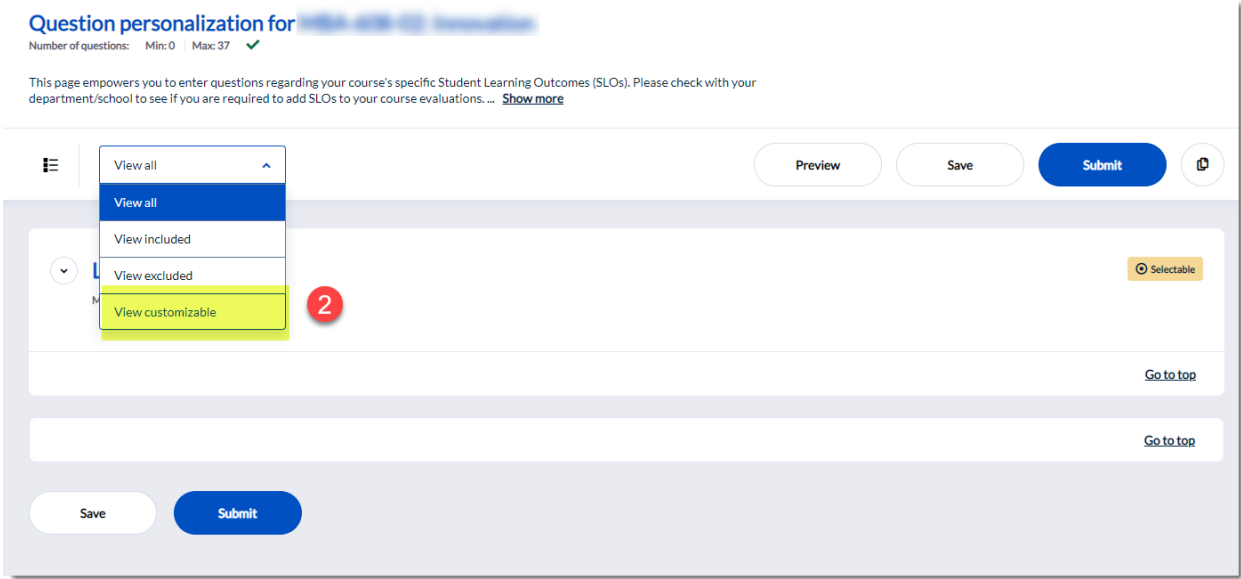 Question personalization for
Number of questions: Min: 0 Max: 37
This page empowers you to enter questions regarding your course's specific Student Learning Outcomes (SLOs). Please check with your
department/school to see if you are required to add SLOs to your course evaluations. ... Show more
View all
Preview
Save
Submit
View all
View included
View excluded
View customizable
2
Selectable
Go to top
Go to top
Save
Submit